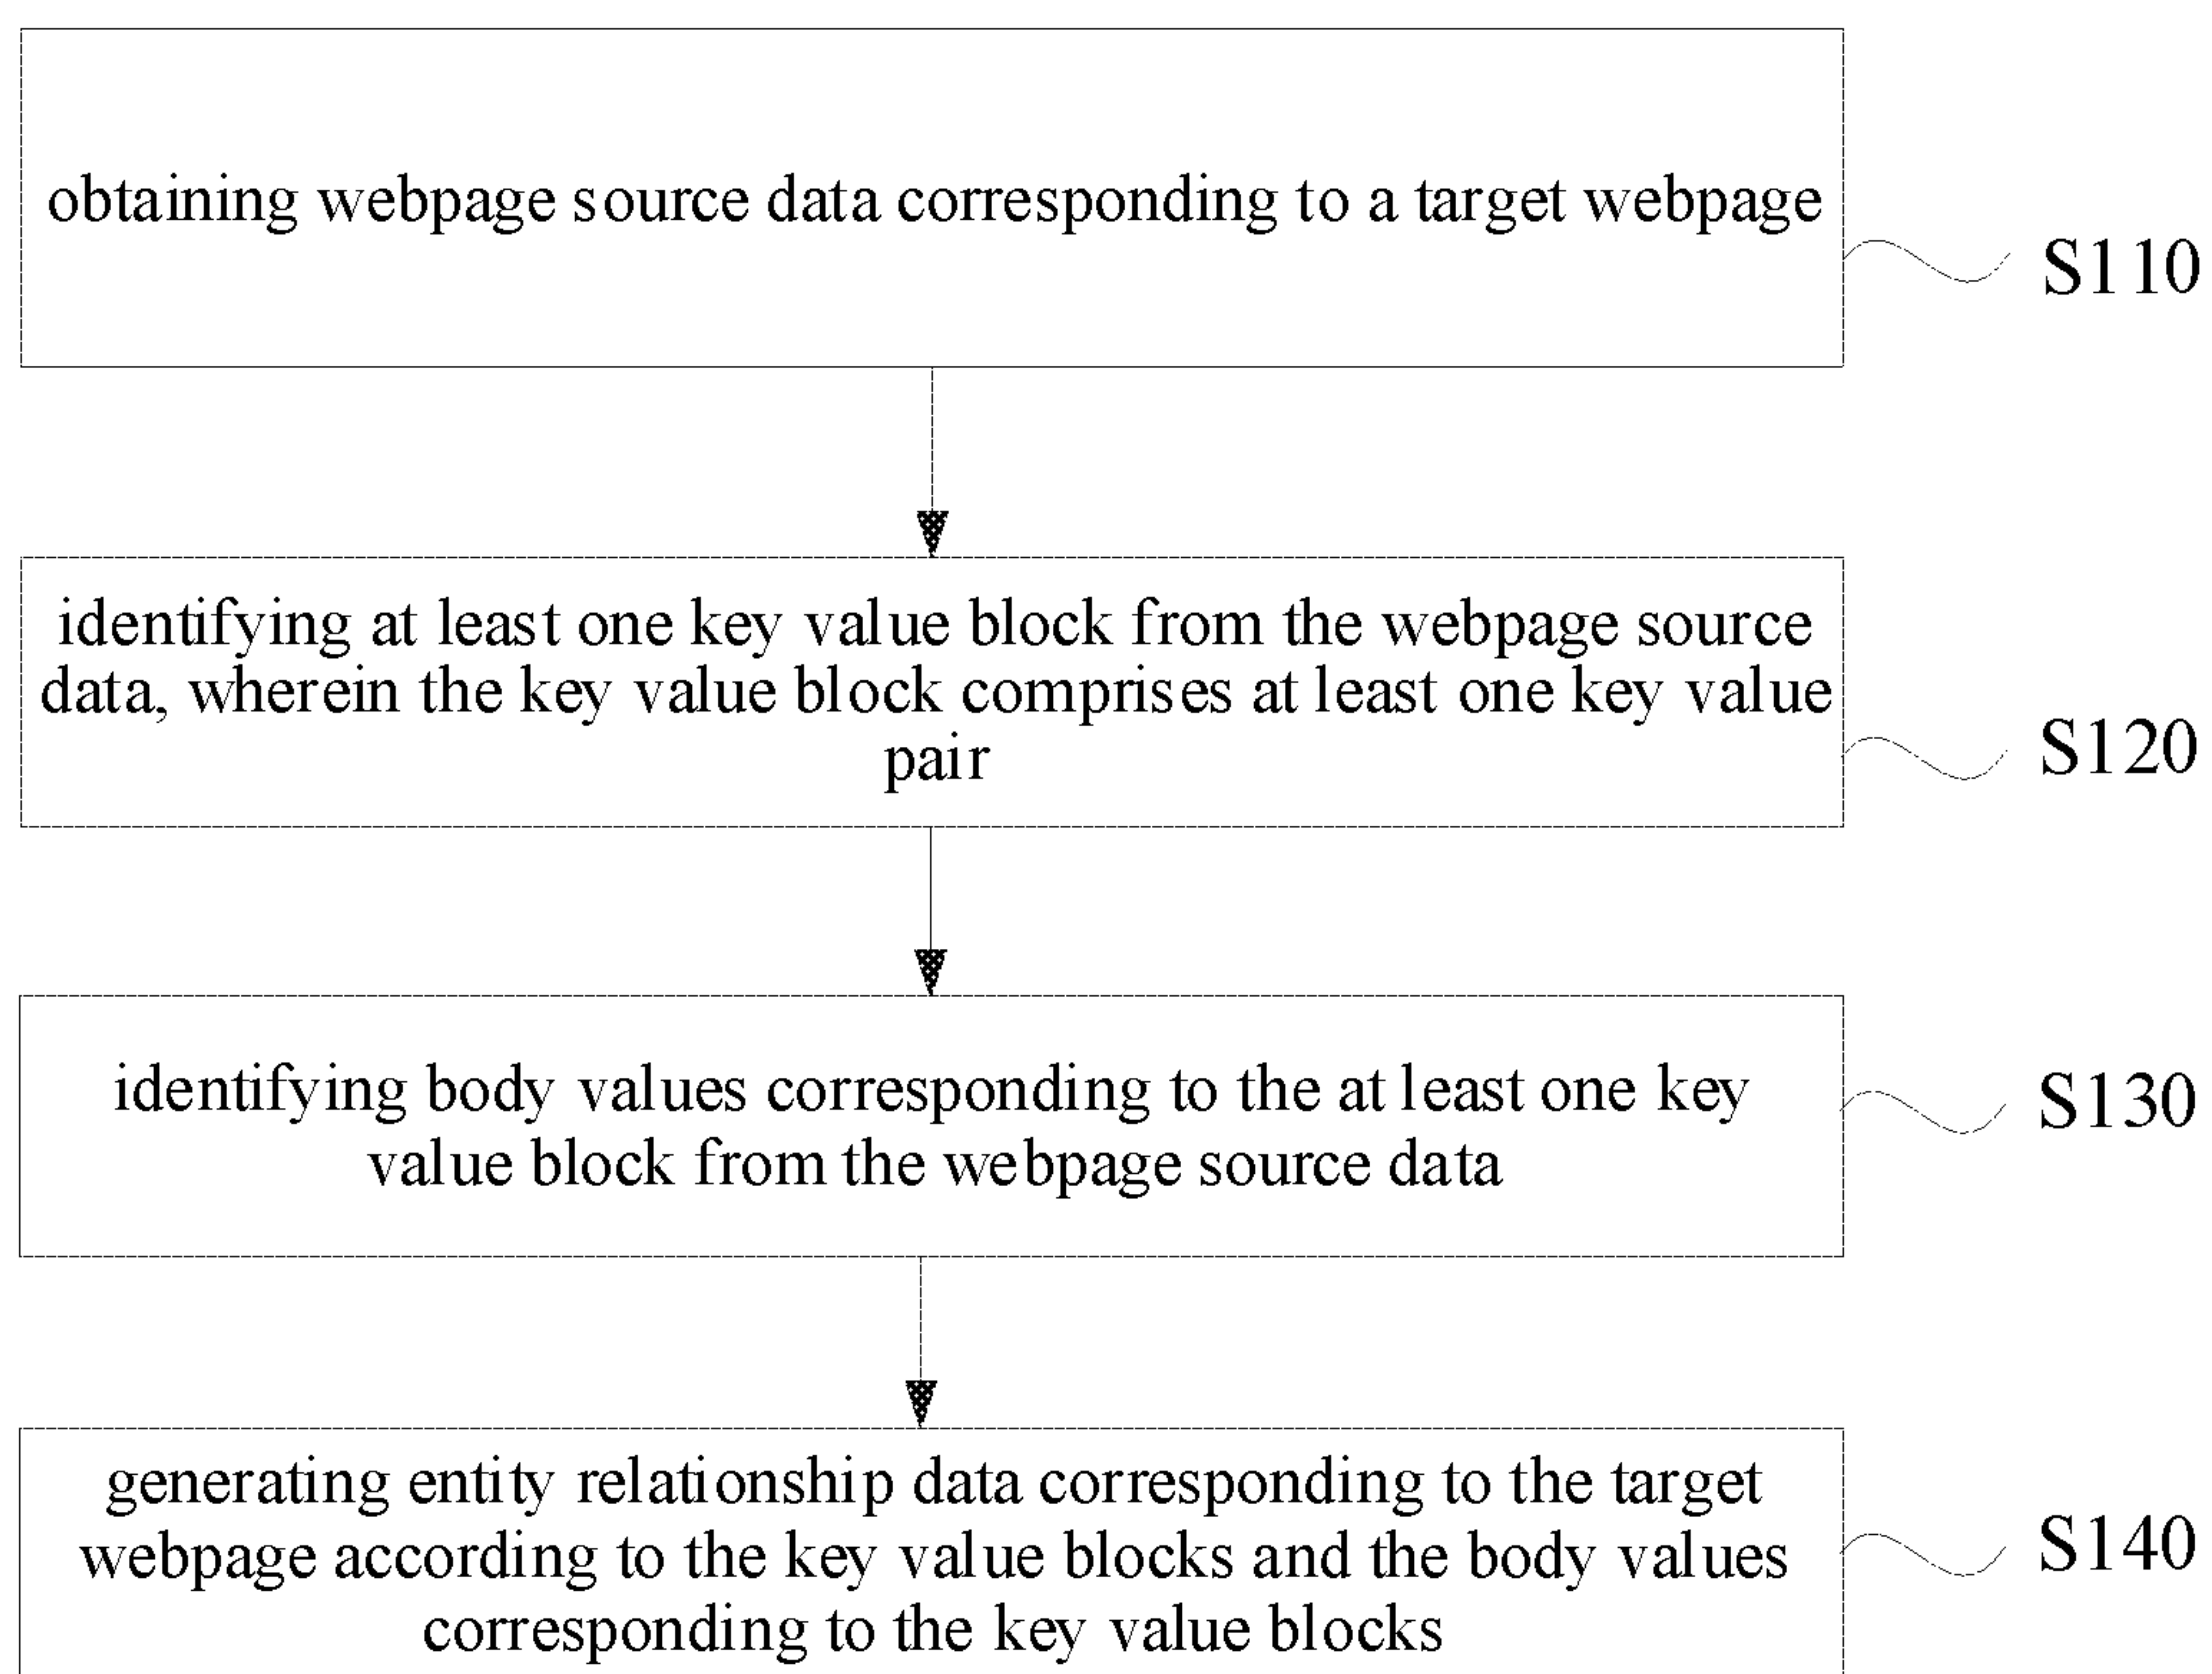 obtaining webpage source data corresponding to a target webpage
S110
identifying at least one key value block from the webpage source
data, wherein the key value block comprises at least one key value
pair
S120
identifying body values corresponding to the at least one key
value block from the webpage source data
S130
generating entity relationship data corresponding to the target
webpage according to the key value blocks and the body values
corresponding to the key value blocks
S140